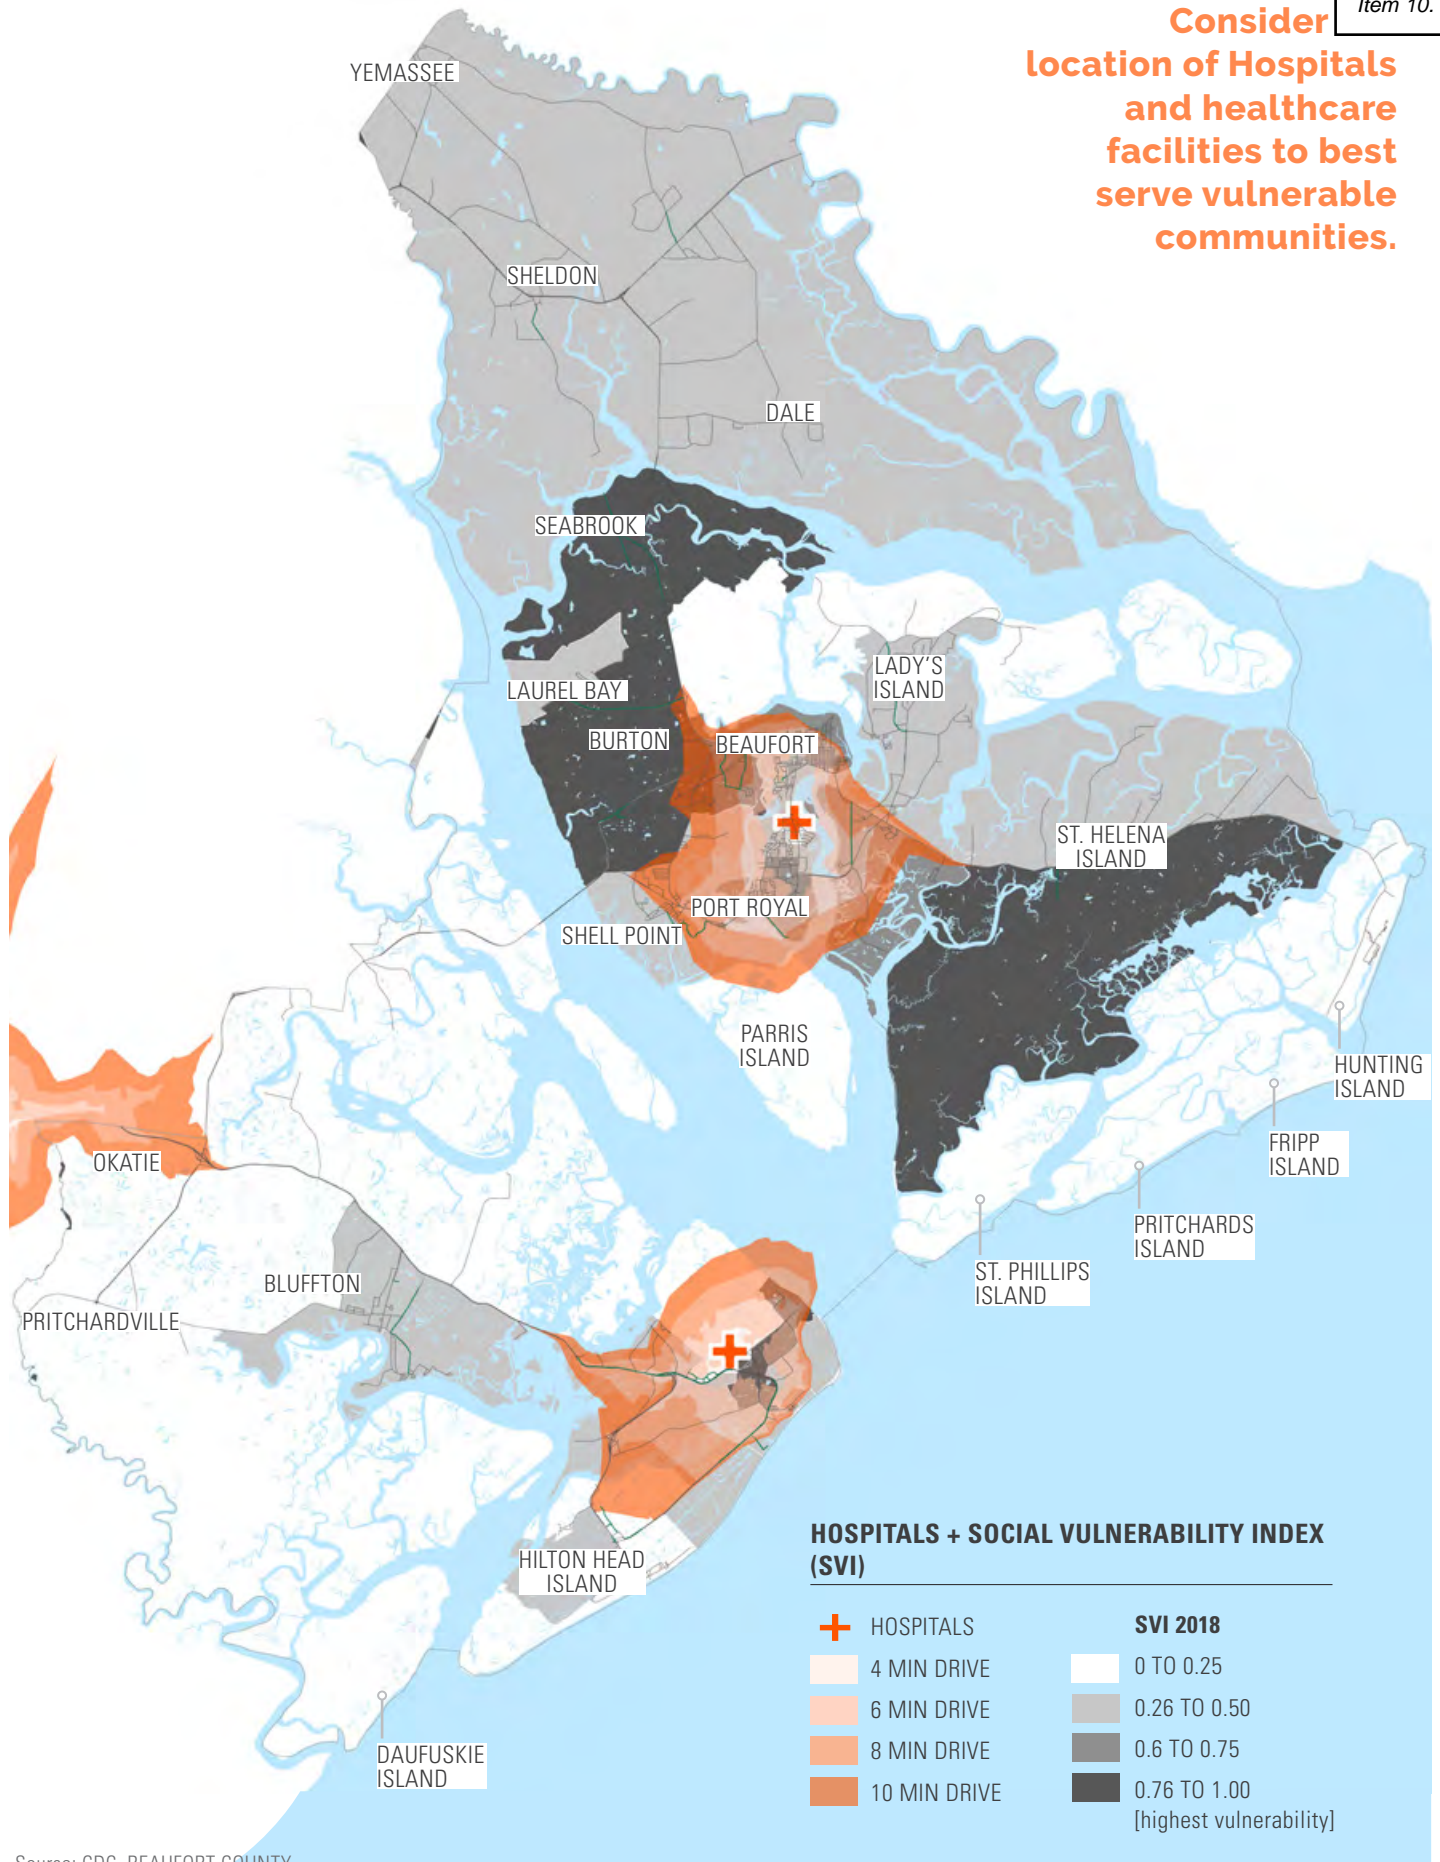 Item 10.
Consider
location of Hospitals
and healthcare
facilities to best
serve vulnerable
communities.
YEMASSEE
SHELDON
DALE
SEABROOK
LADY'S
ISLAND
LAUREL BAY
BURTON
BEAUFORT
ST. HELENA
ISLAND
PORT ROYAL
SHELL POINT
PARRIS
ISLAND
HUNTING
ISLAND
FRIPP
ISLAND
OKATIE
PRITCHARDS
ISLAND
ST. PHILLIPS
ISLAND
BLUFFTON
PRITCHARDVILLE
HILTON HEAD
ISLAND
DAUFUSKIE
ISLAND
HOSPITALS + SOCIAL VULNERABILITY INDEX
(SVI)
HOSPITALS
4 MIN DRIVE
6 MIN DRIVE
8 MIN DRIVE
10 MIN DRIVE
SVI 2018
0 TO 0.25
0.26 TO 0.50
0.6 TO 0.75
0.76 TO 1.00
[highest vulnerability]
Source: CDC, BEAUFORT COUNTY